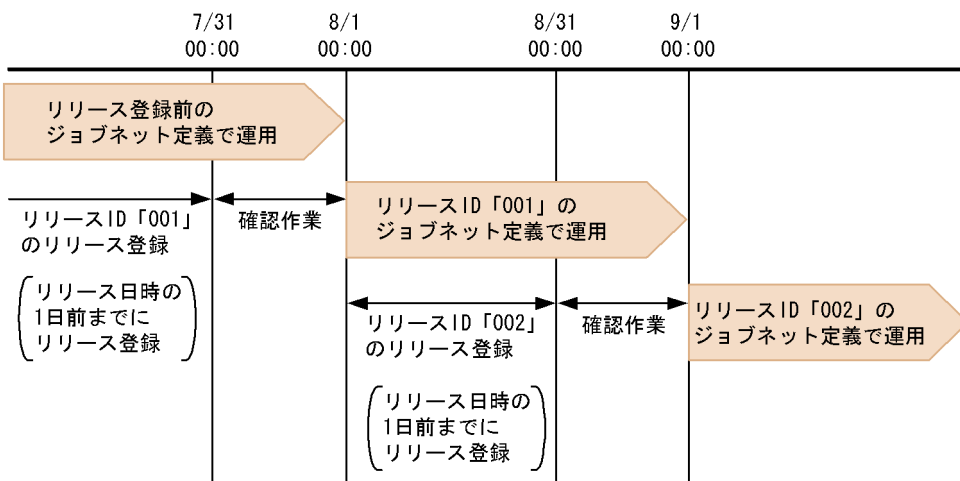 7/31
00:00
8/1
00:00
8/31
00:00
9/1
00:00
リリース登録前の
ジョブネット定義で運用
リリースID「001」
のリリース登録
確認作業
リリースID「001」の
ジョブネット定義で運用
リリース日時の
1日前までに
リリース登録
リリースID「002」
のリリース登録
確認作業
リリースID「002」の
ジョブネット定義で運用
リリース日時の
1日前までに
リリース登録